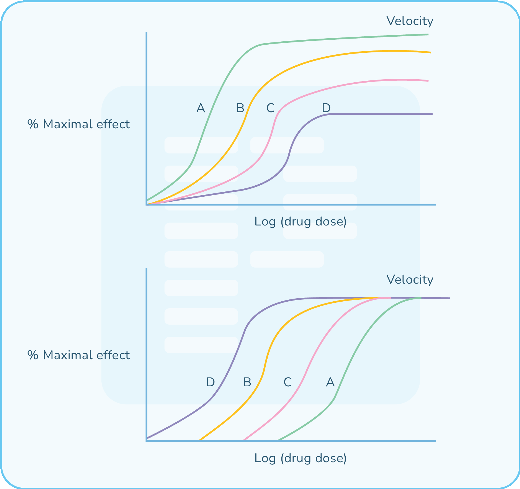 Velocity
A B C D
% Maximal effect
Log (drug dose)
Velocity
% Maximal effect
D B C A
Log (drug dose)